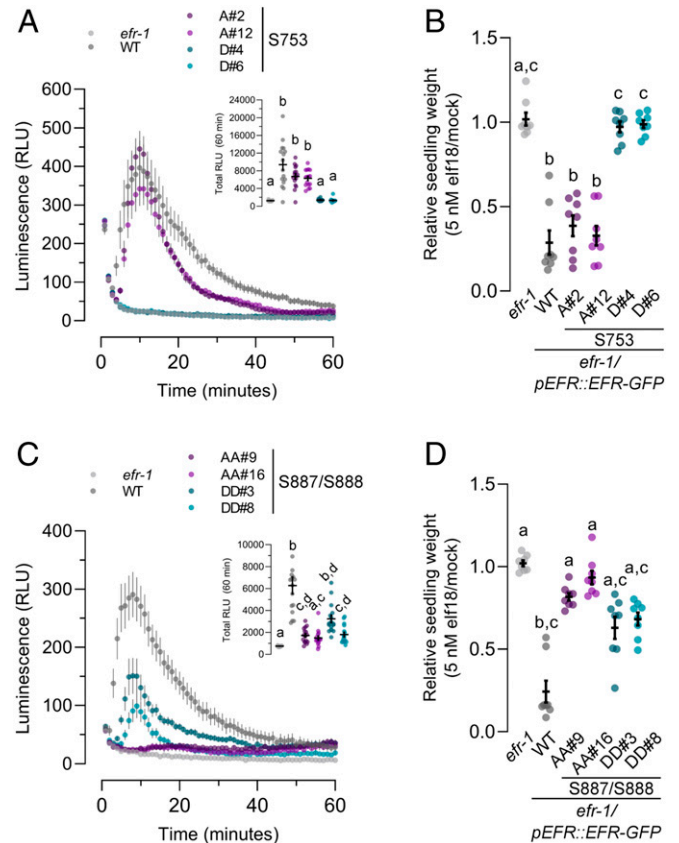 A
efr-1
WT
A#2
A#12
D#4
D#6
S753
Luminescence (RLU)
600
500
400
300
200
100
0
0
20
40
60
Time (minutes)
Total RLU (60 min)
24000
20000
16000
12000
8000
4000
0
a
b
b
b
a
a
B
Relative seedling weight
(5 nM elf18/mock)
1.5
1.0
0.5
0.0
a,c
b
b
b
c
c
efr-1
WT
A#2
A#12
D#4
D#6
S753
efr-1/
pEFR::EFR-GFP
C
efr-1
WT
AA#9
AA#16
DD#3
DD#8
S887/S888
Luminescence (RLU)
400
300
200
100
0
0
20
40
60
Time (minutes)
Total RLU (60 min)
10000
8000
6000
4000
2000
0
a
b
c,d
a,c
b,d
c,d
D
Relative seedling weight
(5 nM elf18/mock)
1.5
1.0
0.5
0
a
b,c
a
a
a,c
a,c
efr-1
WT
AA#9
AA#16
DD#3
DD#8
S887/S888
efr-1/
pEFR::EFR-GFP